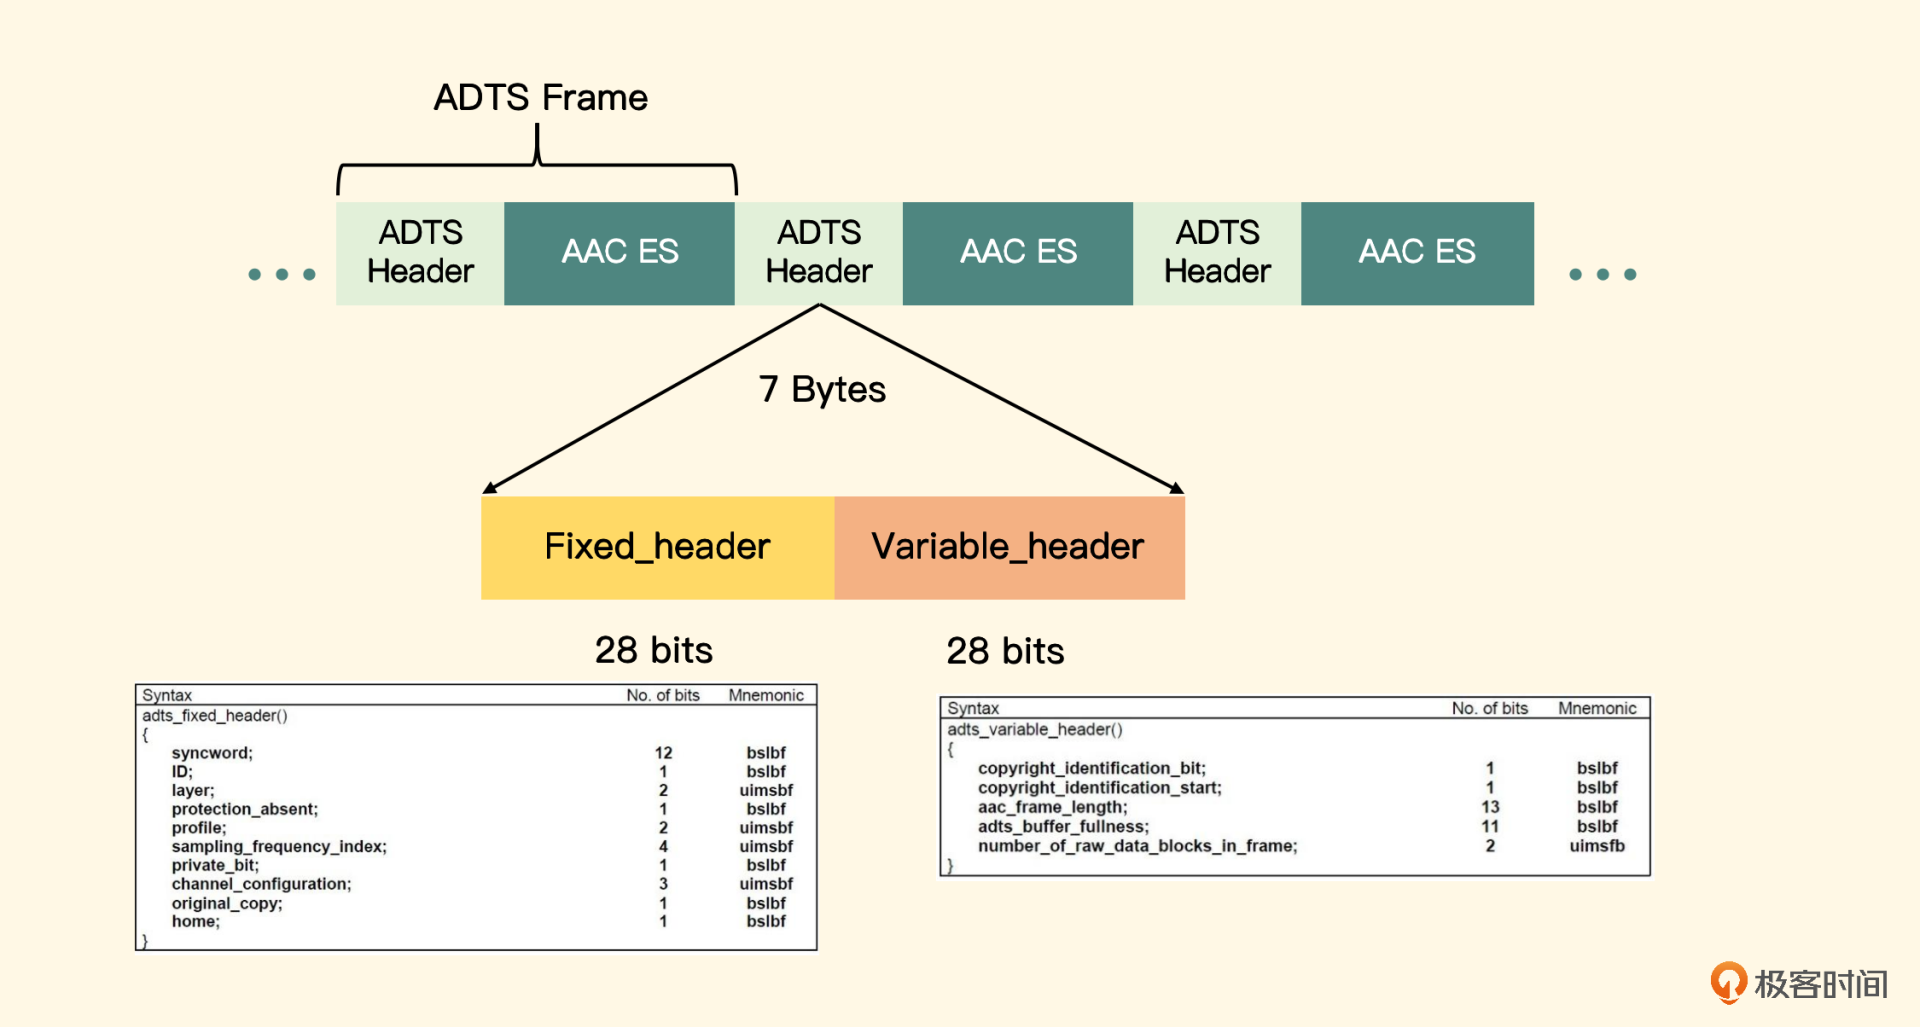 ADTS Frame
ADTS
Header
AAC ES
ADTS
Header
AAC ES
ADTS
Header
AAC ES
7 Bytes
Fixed_header
Variable_header
28 bits
28 bits
Syntax No. of bits Mnemonic
adts_fixed_header()
{
syncword; 12 bslbf
ID; 1 bslbf
layer; 2 uimsbf
protection_absent; 1 bslbf
profile; 2 uimsbf
sampling_frequency_index; 4 uimsbf
private_bit; 1 bslbf
channel_configuration; 3 uimsbf
original_copy; 1 bslbf
home; 1 bslbf
}
Syntax No. of bits Mnemonic
adts_variable_header()
{
copyright_identification_bit; 1 bslbf
copyright_identification_start; 1 bslbf
aac_frame_length; 13 bslbf
adts_buffer_fullness; 11 bslbf
number_of_raw_data_blocks_in_frame; 2 uimsfb
}
极客时间